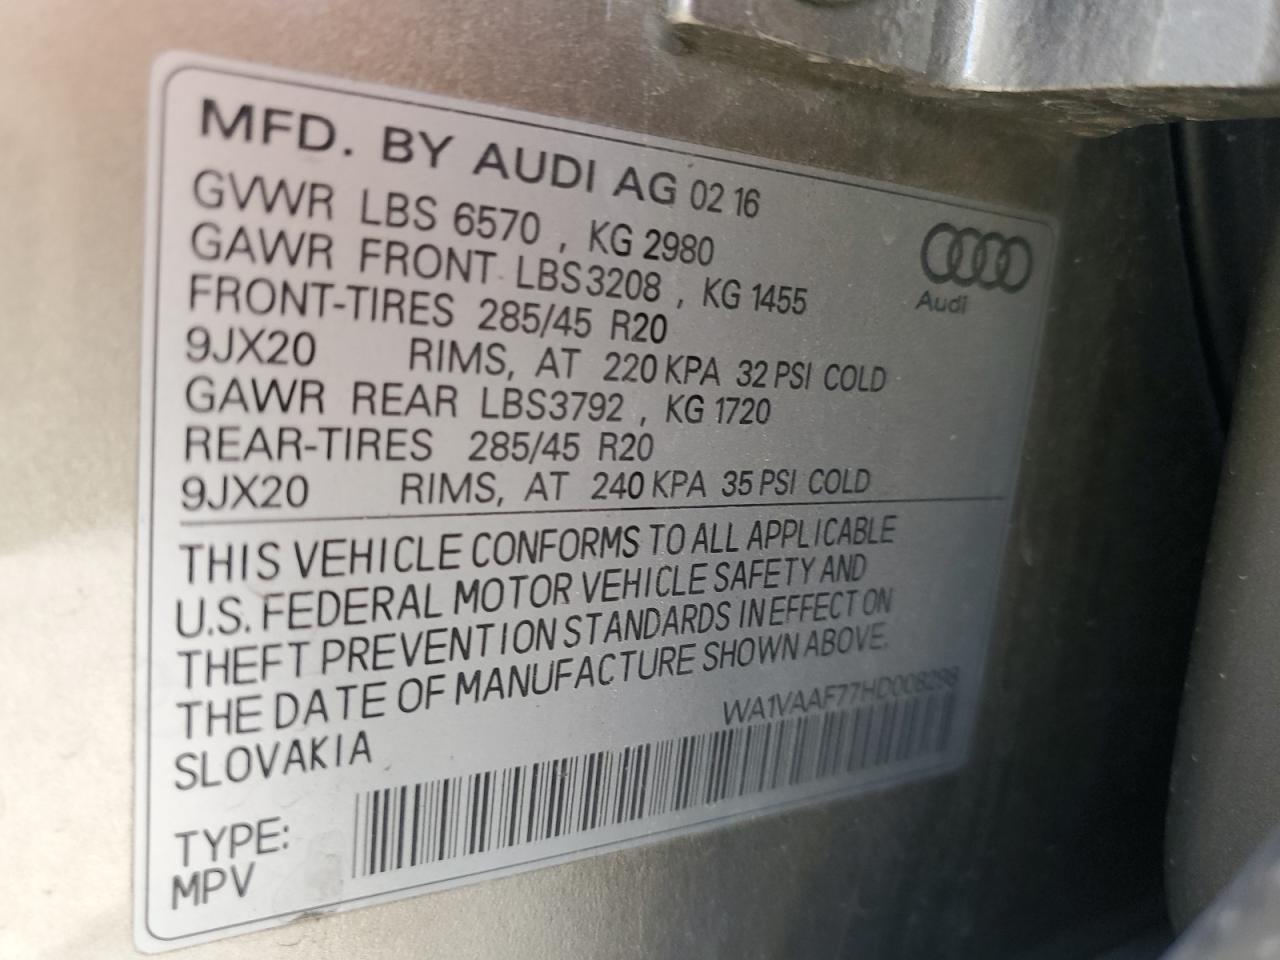 MFD. BY AUDI AG 02 16
GVWR LBS 6570 , KG 2980
GAWR FRONT LBS3208 , KG 1455
FRONT-TIRES 285/45 R20
9JX20 RIMS, AT 220 KPA 32 PSI COLD
GAWR REAR LBS3792 , KG 1720
REAR-TIRES 285/45 R20
9JX20 RIMS, AT 240 KPA 35 PSI COLD
Audi
THIS VEHICLE CONFORMS TO ALL APPLICABLE
U.S. FEDERAL MOTOR VEHICLE SAFETY AND
THEFT PREVENTION STANDARDS IN EFFECT ON
THE DATE OF MANUFACTURE SHOWN ABOVE.
SLOVAKIA
WA1VAAF77HD008298
TYPE:
MPV